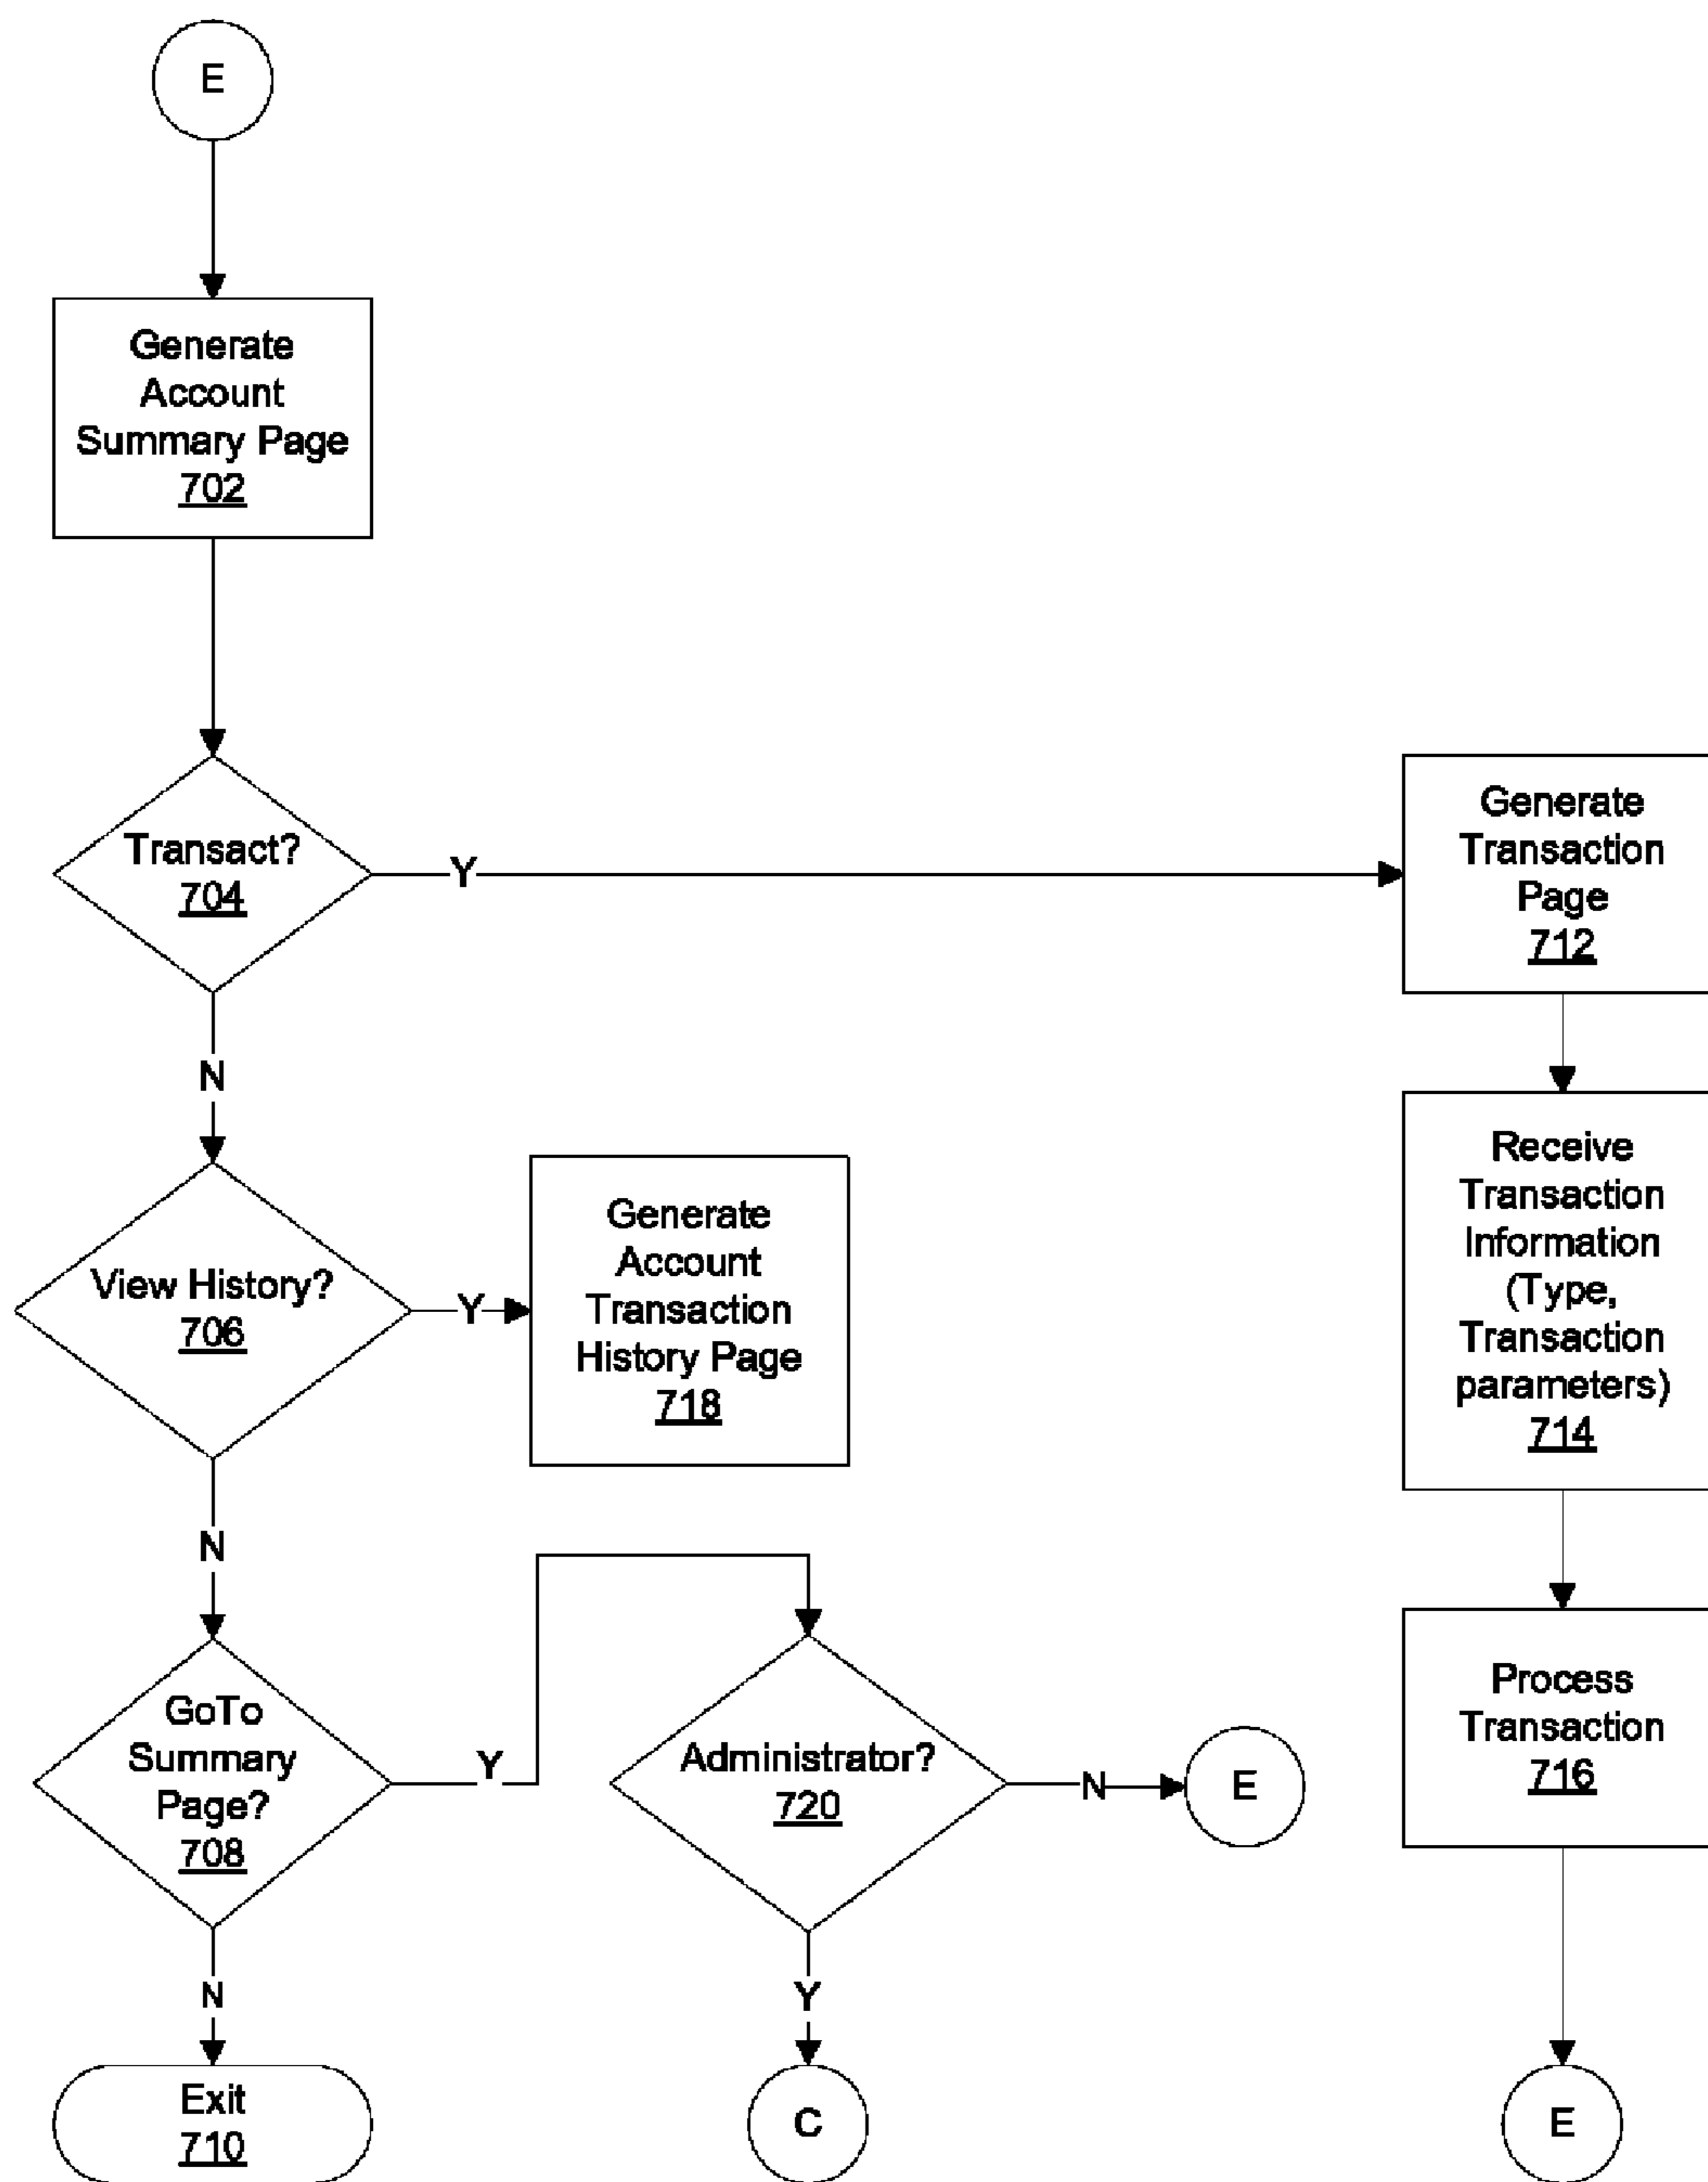 E
Generate
Account
Summary Page
702
Transact?
704
Y
Generate
Transaction
Page
712
N
View History?
706
Y
Generate
Account
Transaction
History Page
718
Receive
Transaction
Information
(Type,
Transaction
parameters)
714
N
GoTo
Summary
Page?
708
Y
Administrator?
720
N
E
Process
Transaction
716
N
Y
Exit
710
C
E